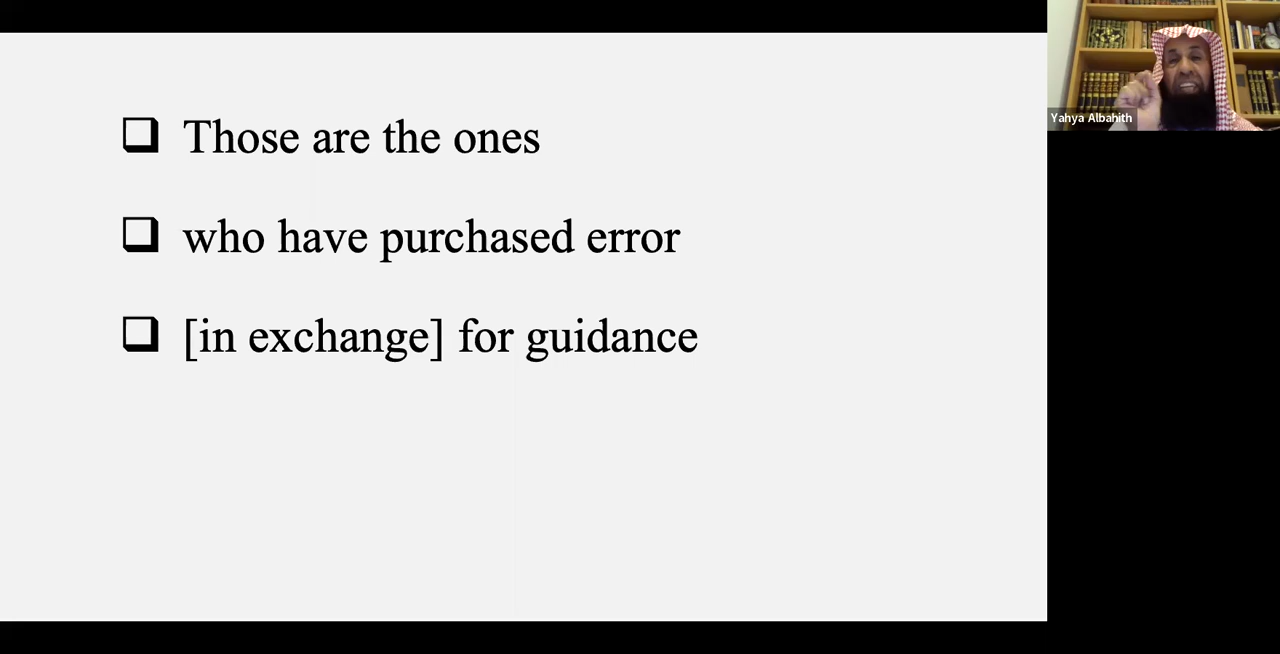 Those are the ones
who have purchased error
[in exchange] for guidance
Yahya Albahith